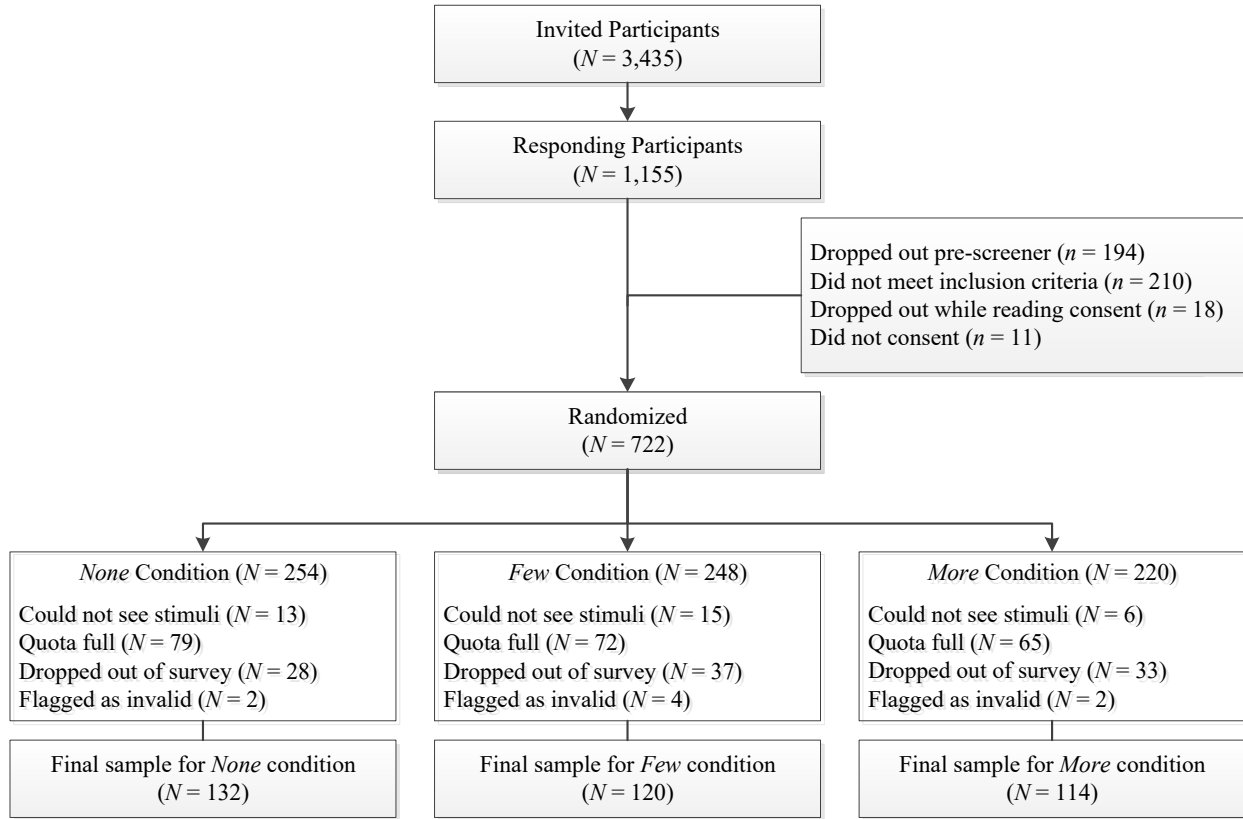 Invited Participants
(N = 3,435)
Responding Participants
(N = 1,155)
Dropped out pre-screener (n = 194)
Did not meet inclusion criteria (n = 210)
Dropped out while reading consent (n = 18)
Did not consent (n = 11)
Randomized
(N = 722)
None Condition (N = 254)
Could not see stimuli (N = 13)
Quota full (N = 79)
Dropped out of survey (N = 28)
Flagged as invalid (N = 2)
Few Condition (N = 248)
Could not see stimuli (N = 15)
Quota full (N = 72)
Dropped out of survey (N = 37)
Flagged as invalid (N = 4)
More Condition (N = 220)
Could not see stimuli (N = 6)
Quota full (N = 65)
Dropped out of survey (N = 33)
Flagged as invalid (N = 2)
Final sample for None condition
(N = 132)
Final sample for Few condition
(N = 120)
Final sample for More condition
(N = 114)